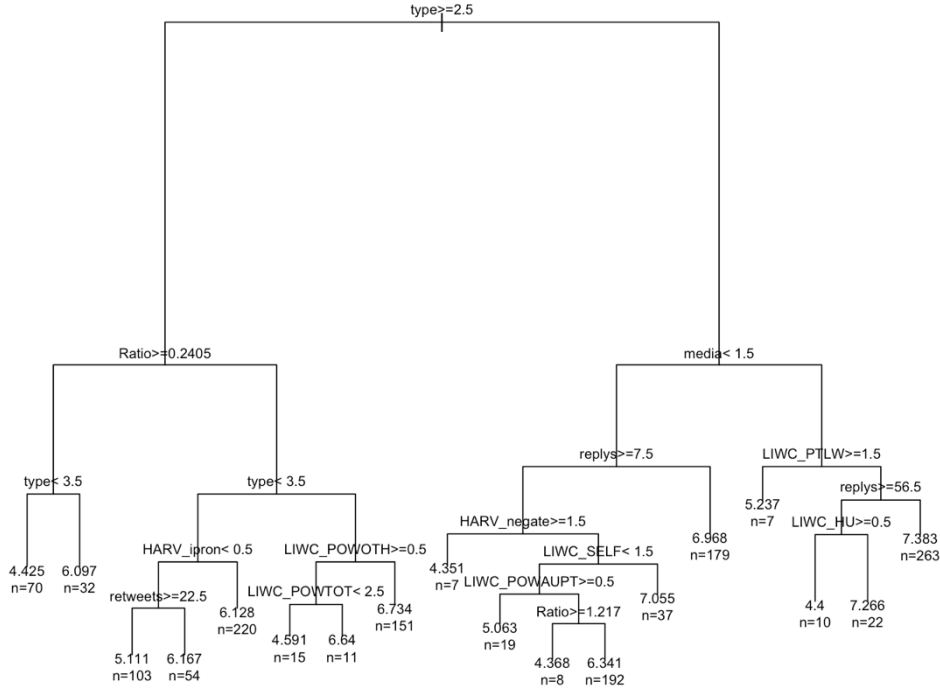 type>=2.5
Ratio>=0.2405
media< 1.5
type< 3.5
type< 3.5
replys>=7.5
LIWC_PTLW>=1.5
4.425
n=70
6.097
n=32
HARV_ipron< 0.5
LIWC_POWOTH>=0.5
HARV_negate>=1.5
6.968
n=179
5.237
n=7
replys>=56.5
retweets>=22.5
6.128
n=220
LIWC_POWTOT< 2.5
6.734
n=151
4.351
n=7
LIWC_SELF< 1.5
LIWC_HU>=0.5
7.383
n=263
5.111
n=103
6.167
n=54
4.591
n=15
6.64
n=11
LIWC_POWAUPT>=0.5
7.055
n=37
4.4
n=10
7.266
n=22
5.063
n=19
Ratio>=1.217
4.368
n=8
6.341
n=192